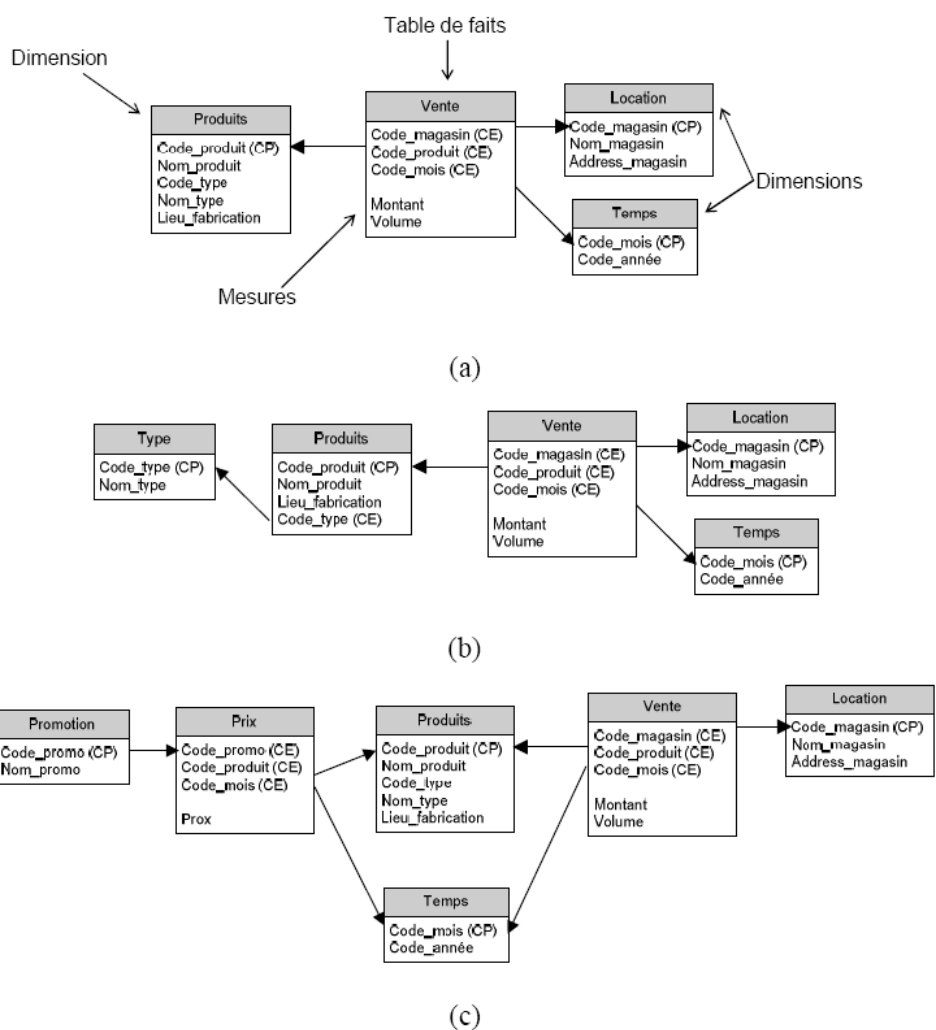 Table de faits
Dimension
Produits
Code_produit (CP)
Nom_produit
Code_type
Nom_type
Lieu_fabrication
Vente
Code_magasin (CE)
Code_produit (CE)
Code_mois (CE)
Montant
Volume
Location
Code_magasin (CP)
Nom_magasin
Address_magasin
Dimensions
Temps
Code_mois (CP)
Code_année
Mesures
(a)
Type
Code_type (CP)
Nom_type
Produits
Code_produit (CP)
Nom_produit
Lieu_fabrication
Code_type (CE)
Vente
Code_magasin (CE)
Code_produit (CE)
Code_mois (CE)
Montant
Volume
Location
Code_magasin (CP)
Nom_magasin
Address_magasin
Temps
Code_mois (CP)
Code_année
(b)
Promotion
Code_promo (CP)
Nom_promo
Prix
Code_promo (CE)
Code_produit (CE)
Code_mois (CE)
Prox
Produits
Code_produit (CP)
Nom_produit
Code_type
Nom_type
Lieu_fabrication
Vente
Code_magasin (CE)
Code_produit (CE)
Code_mois (CE)
Montant
Volume
Location
Code_magasin (CP)
Nom_magasin
Address_magasin
Temps
Code_mois (CP)
Code_année
(c)